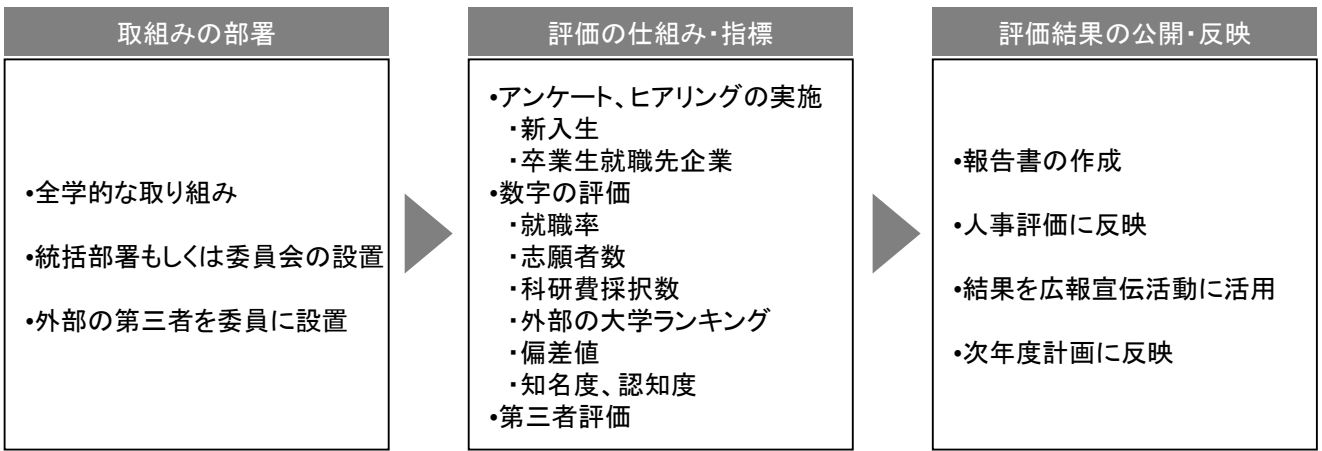 取組みの部署
•全学的な取り組み
•統括部署もしくは委員会の設置
•外部の第三者を委員に設置
評価の仕組み・指標
•アンケート、ヒアリングの実施
・新入生
・卒業生就職先企業
•数字の評価
・就職率
・志願者数
・科研費採択数
・外部の大学ランキング
・偏差値
・知名度、認知度
•第三者評価
評価結果の公開・反映
•報告書の作成
•人事評価に反映
•結果を広報宣伝活動に活用
•次年度計画に反映